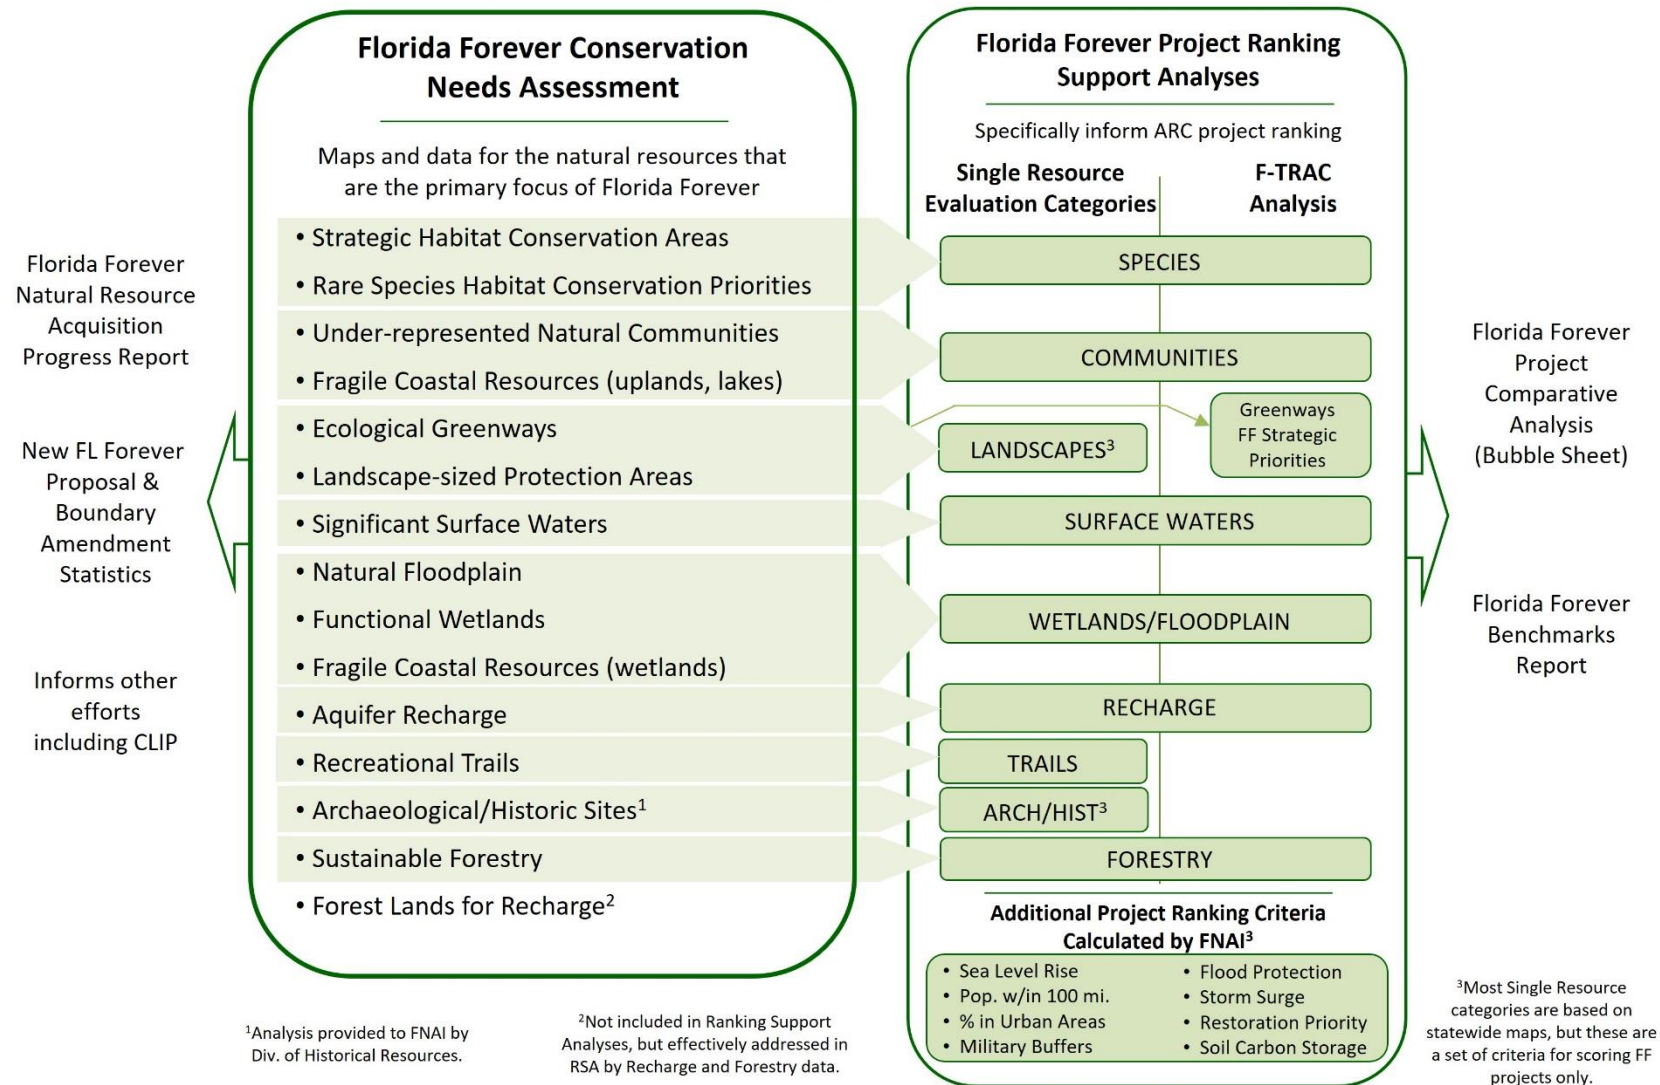 Florida Forever
Natural Resource
Acquisition
Progress Report
New FL Forever
Proposal &
Boundary
Amendment
Statistics
Informs other
efforts
including CLIP
Florida Forever Conservation
Needs Assessment
Maps and data for the natural resources that
are the primary focus of Florida Forever
• Strategic Habitat Conservation Areas
• Rare Species Habitat Conservation Priorities
• Under-represented Natural Communities
• Fragile Coastal Resources (uplands, lakes)
• Ecological Greenways
• Landscape-sized Protection Areas
• Significant Surface Waters
• Natural Floodplain
• Functional Wetlands
• Fragile Coastal Resources (wetlands)
• Aquifer Recharge
• Recreational Trails
• Archaeological/Historic Sites¹
• Sustainable Forestry
• Forest Lands for Recharge²
¹Analysis provided to FNAI by
Div. of Historical Resources.
²Not included in Ranking Support
Analyses, but effectively addressed in
RSA by Recharge and Forestry data.
Florida Forever Project Ranking
Support Analyses
Specifically inform ARC project ranking
Single Resource
Evaluation Categories
F-TRAC
Analysis
SPECIES
COMMUNITIES
LANDSCAPES³
Greenways
FF Strategic
Priorities
SURFACE WATERS
WETLANDS/FLOODPLAIN
RECHARGE
TRAILS
ARCH/HIST³
FORESTRY
Additional Project Ranking Criteria
Calculated by FNAI³
• Sea Level Rise
• Pop. w/in 100 mi.
• % in Urban Areas
• Military Buffers
• Flood Protection
• Storm Surge
• Restoration Priority
• Soil Carbon Storage
Florida Forever
Project
Comparative
Analysis
(Bubble Sheet)
Florida Forever
Benchmarks
Report
³Most Single Resource
categories are based on
statewide maps, but these are
a set of criteria for scoring FF
projects only.